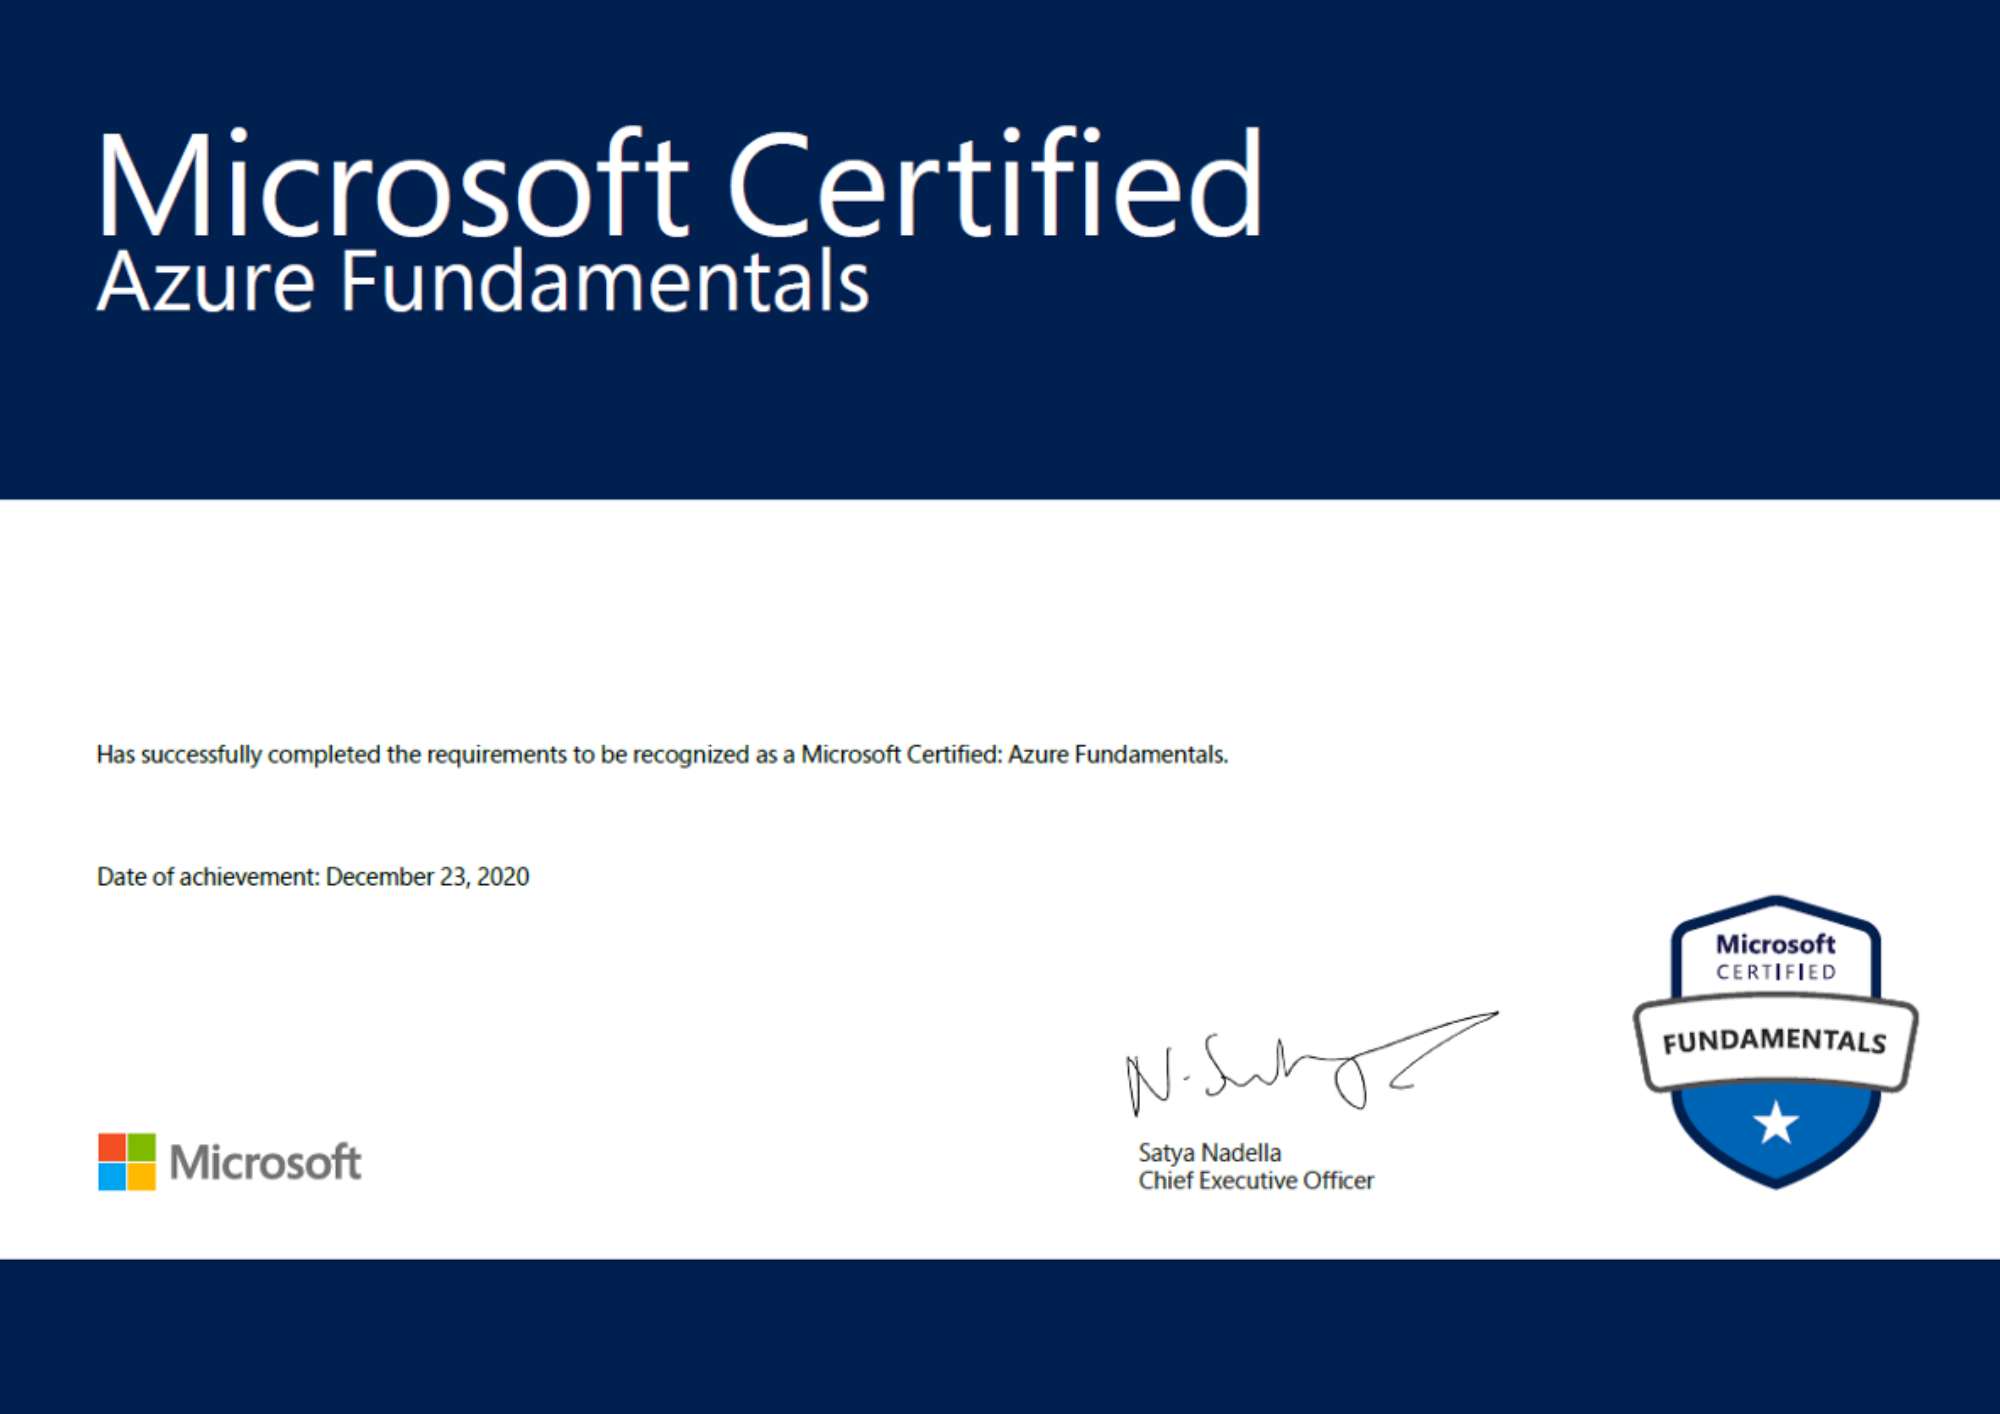 Microsoft Certified
Azure Fundamentals
Has successfully completed the requirements to be recognized as a Microsoft Certified: Azure Fundamentals.
Date of achievement: December 23, 2020
Microsoft
CERTIFIED
FUNDAMENTALS
Microsoft
Satya Nadella
Chief Executive Officer